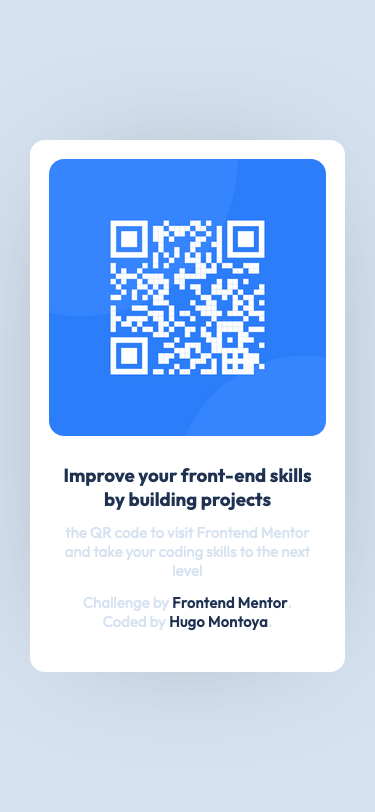 Improve your front-end skills
by building projects
the QR code to visit Frontend Mentor
and take your coding skills to the next
level
Challenge by Frontend Mentor.
Coded by Hugo Montoya.